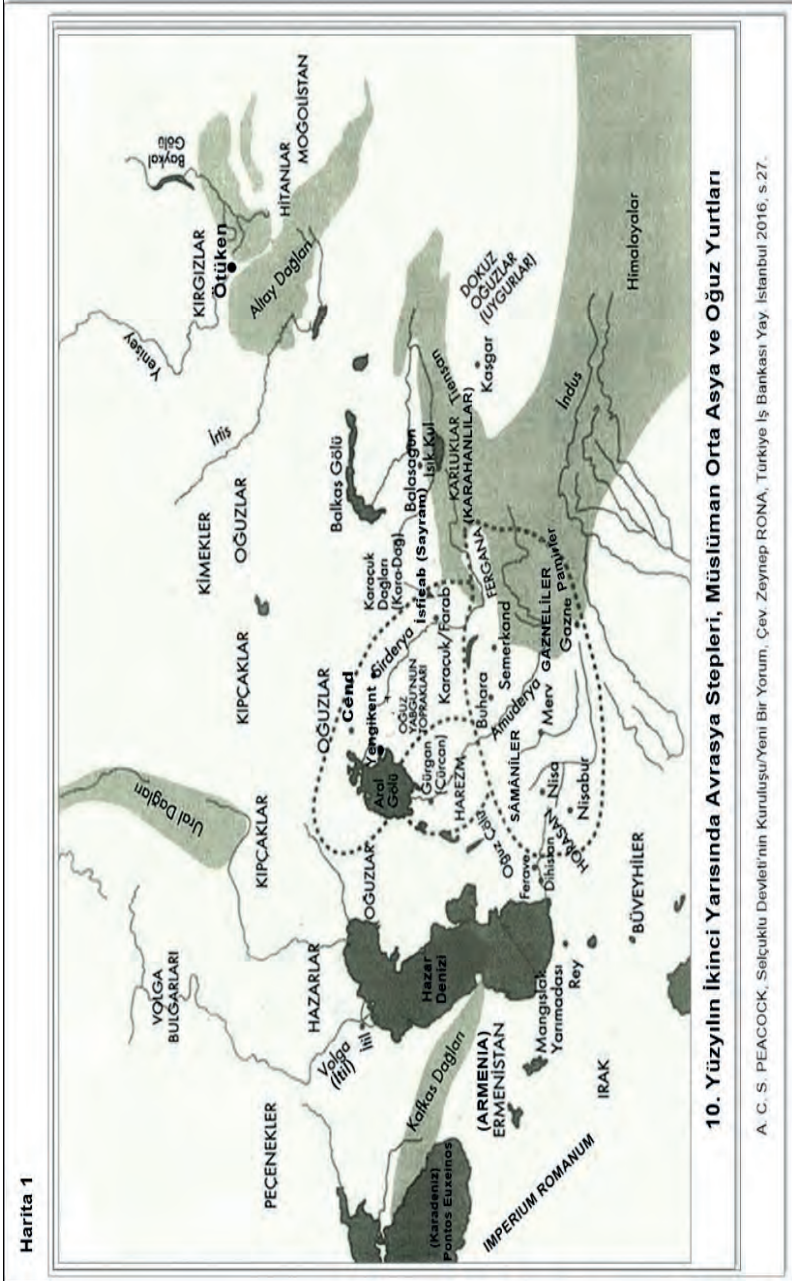 Harita 1
PEÇENEKLER
VOLGA
BULGARLARI
Ural Dağları
KIPÇAKLAR
KIPÇAKLAR
KİMEKLER
OĞUZLAR
Yenisey
İrtiş
KIRGIZLAR
Ötüken
Baykal
Gölü
HİTANLAR
MOĞOLİSTAN
Altay Dağları
HAZARLAR
Volga
(İtil)
İtil
OĞUZLAR
OĞUZLAR
Cend
Yengikent
Sirderya
Aral
Gölü
OĞUZ
YABGU'NUN
TOPRAKLARI
Karacuk
Dağları
(Kara-Dağ)
İsficab (Sayram)
Karacuk/Farab
Balkaş Gölü
Balasagun
Işık Kul
KARLUKLAR
(KARAHANLILAR)
Tienşan
Kaşgar
DOKUZ
OĞUZLAR
(UYGURLAR)
(Karadeniz)
Pontos Euxeinos
Kafkas Dağları
Hazar
Denizi
Gürgan
(Cürcan)
HAREZM
Oğuz Çölü
Buhara
Semerkand
FERGANA
Amuderya
SÂMÂNİLER
Merv
GAZNELİLER
Gazne
Pamirler
İndus
Himalayalar
Ferave
Dihistan
HORASAN
Nisa
Nişabur
(ARMENIA)
ERMENİSTAN
Mangışlak
Yarımadası
Rey
BÜVEYHİLER
IRAK
IMPERIUM ROMANUM
10. Yüzyılın İkinci Yarısında Avrasya Stepleri, Müslüman Orta Asya ve Oğuz Yurtları
A. C. S. PEACOCK, Selçuklu Devleti'nin Kuruluşu/Yeni Bir Yorum, Çev. Zeynep RONA, Türkiye İş Bankası Yay. İstanbul 2016, s.27.